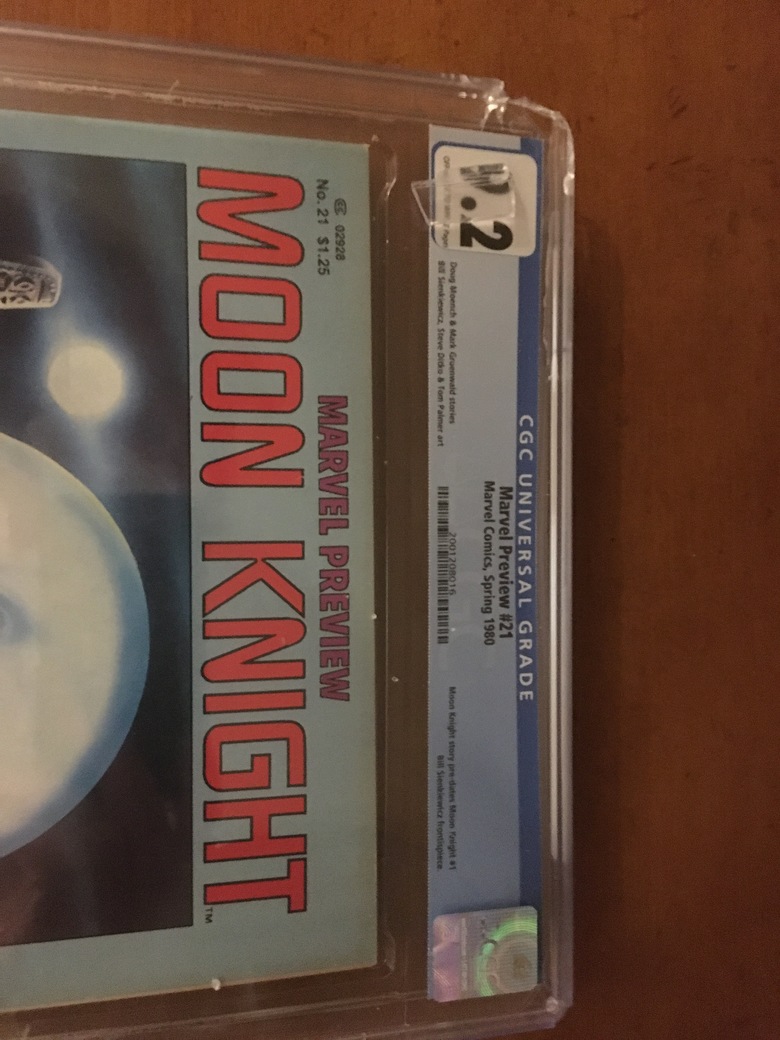 CGC UNIVERSAL GRADE
.2
Marvel Preview #21
Marvel Comics, Spring 1980
Doug Moench & Mark Gruenwald stories
Bill Sienkiewicz, Steve Ditko & Tom Palmer art
2001208016
Moon Knight story pre-dates Moon Knight #1
Bill Sienkiewicz frontispiece.
CC 02928
No. 21 $1.25
MARVEL PREVIEW
MOON KNIGHT TM